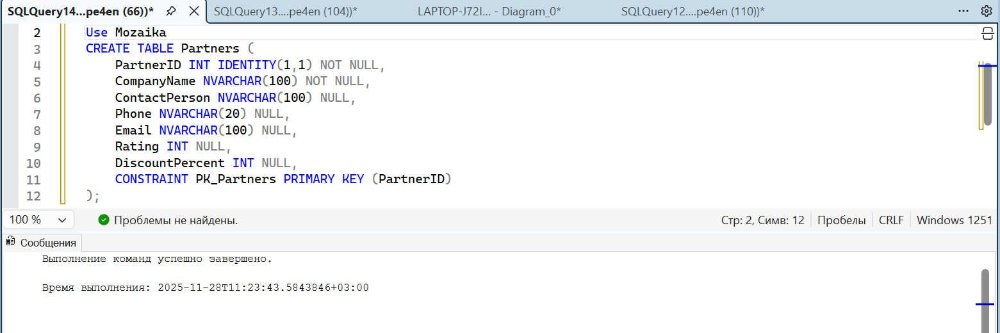 SQLQuery14...pe4en (66))* SQLQuery13....pe4en (104))* LAPTOP-J72I... - Diagram_0* SQLQuery12....pe4en (110))*
2 Use Mozaika
3 CREATE TABLE Partners (
4 PartnerID INT IDENTITY(1,1) NOT NULL,
5 CompanyName NVARCHAR(100) NOT NULL,
6 ContactPerson NVARCHAR(100) NULL,
7 Phone NVARCHAR(20) NULL,
8 Email NVARCHAR(100) NULL,
9 Rating INT NULL,
10 DiscountPercent INT NULL,
11 CONSTRAINT PK_Partners PRIMARY KEY (PartnerID)
12 );
100 % Проблемы не найдены. Стр: 2, Симв: 12 Пробелы CRLF Windows 1251
Сообщения
Выполнение команд успешно завершено.
Время выполнения: 2025-11-28T11:23:43.5843846+03:00